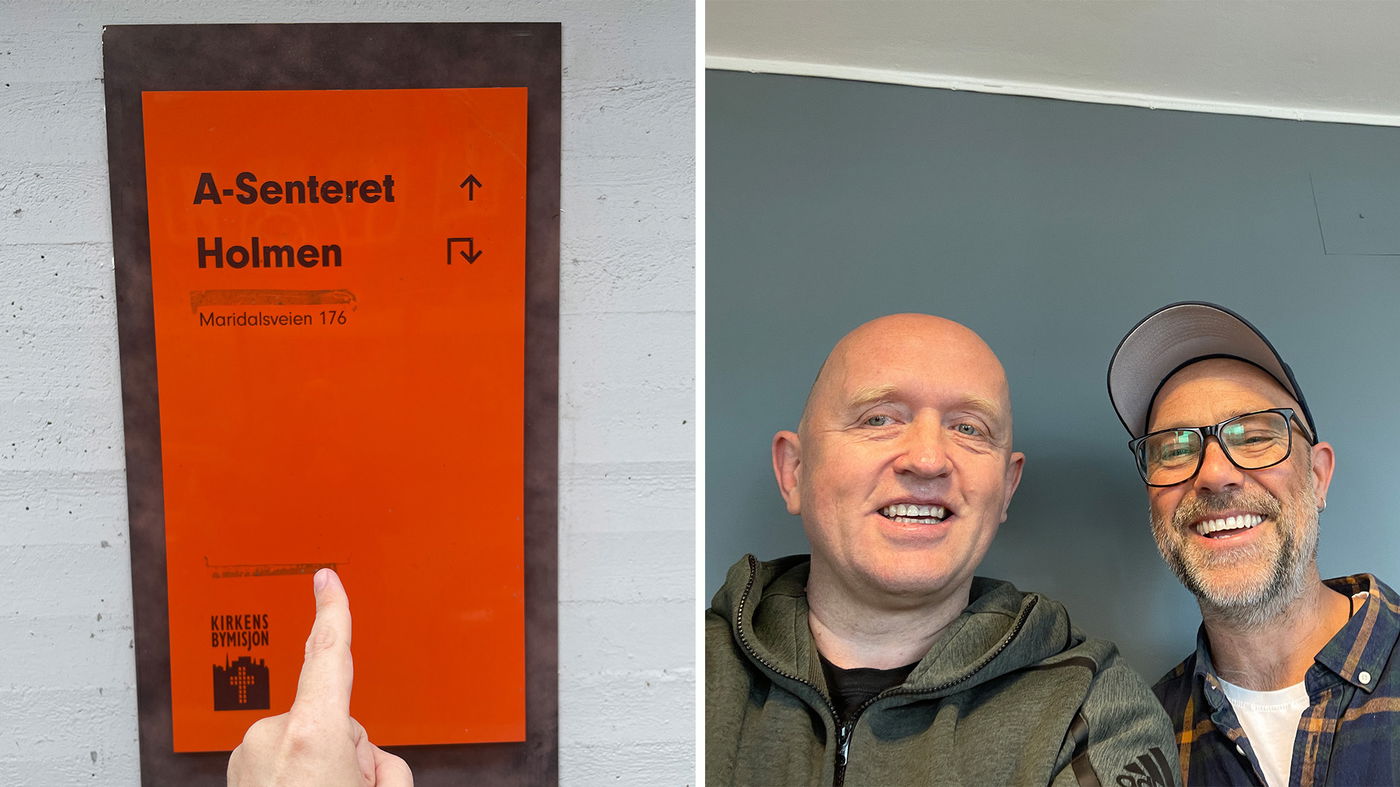 A-Senteret ↑
Holmen
Maridalsveien 176
KIRKENS
BYMISJON